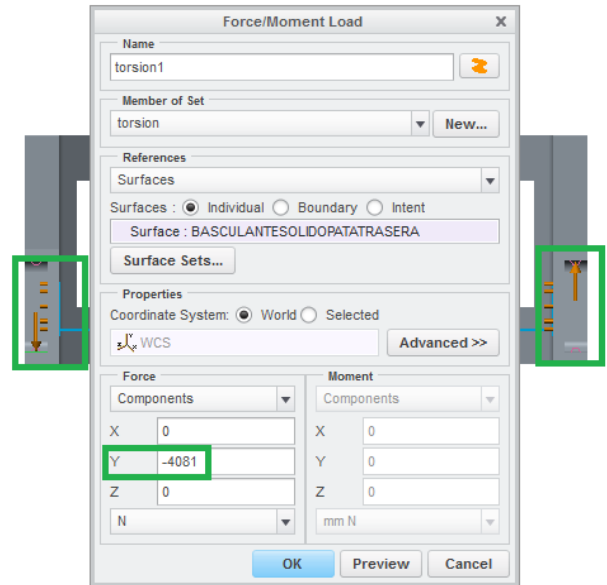 Force/Moment Load X
Name
torsion1
Member of Set
torsion New...
References
Surfaces
Surfaces : Individual Boundary Intent
Surface : BASCULANTESOLIDOPATATRASERA
Surface Sets...
Properties
Coordinate System: World Selected
WCS Advanced >>
Force Moment
Components Components
X 0 X 0
Y -4081 Y 0
Z 0 Z 0
N mm N
OK Preview Cancel